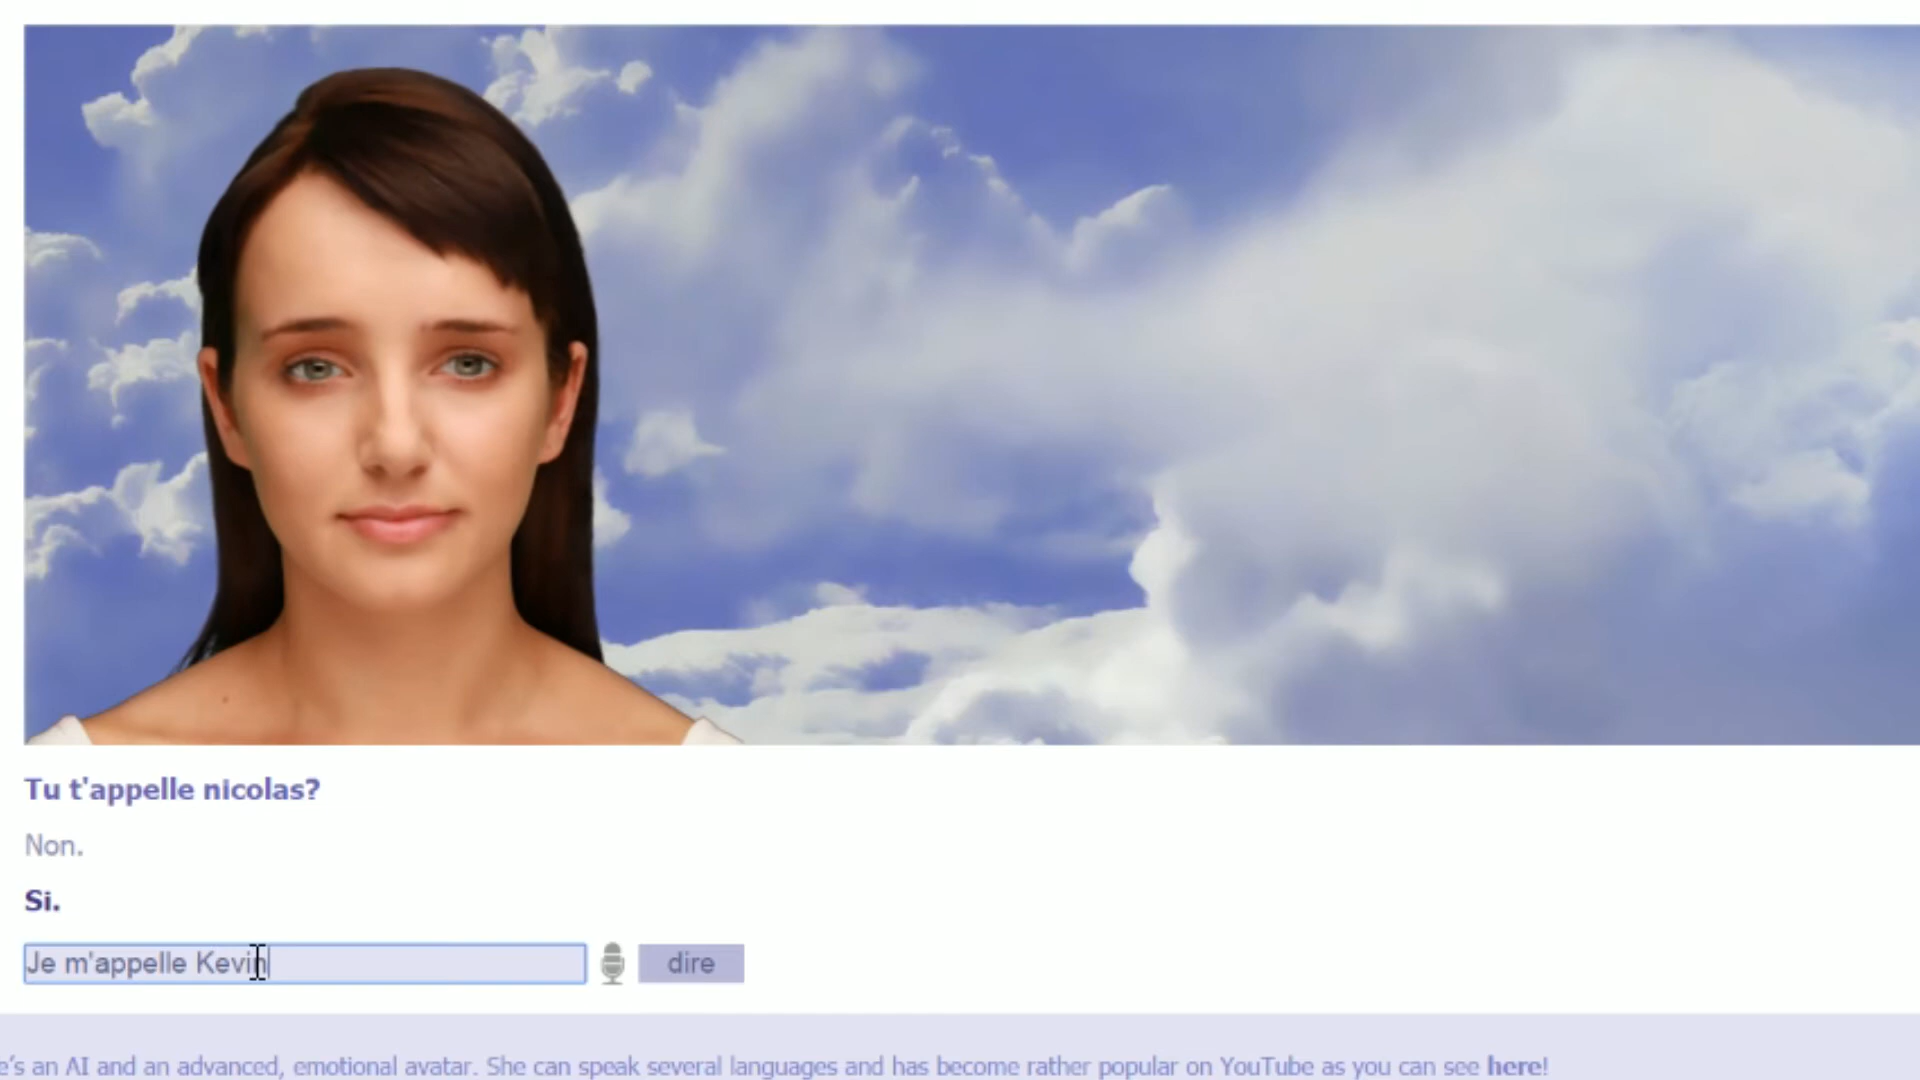 Tu t'appelle nicolas?
Non.
Si.
Je m'appelle Kevin
dire
e's an AI and an advanced, emotional avatar. She can speak several languages and has become rather popular on YouTube as you can see here!